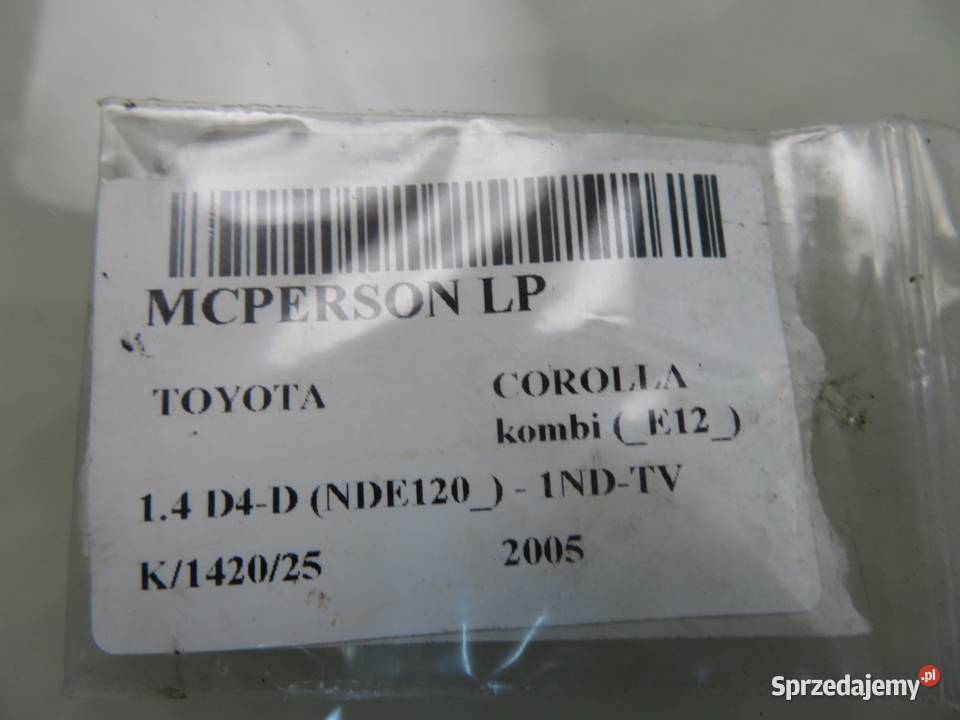 MCPERSON LP
TOYOTA COROLLA
kombi (_E12_)
1.4 D4-D (NDE120_) - 1ND-TV
K/1420/25 2005
Sprzedajemy.pl